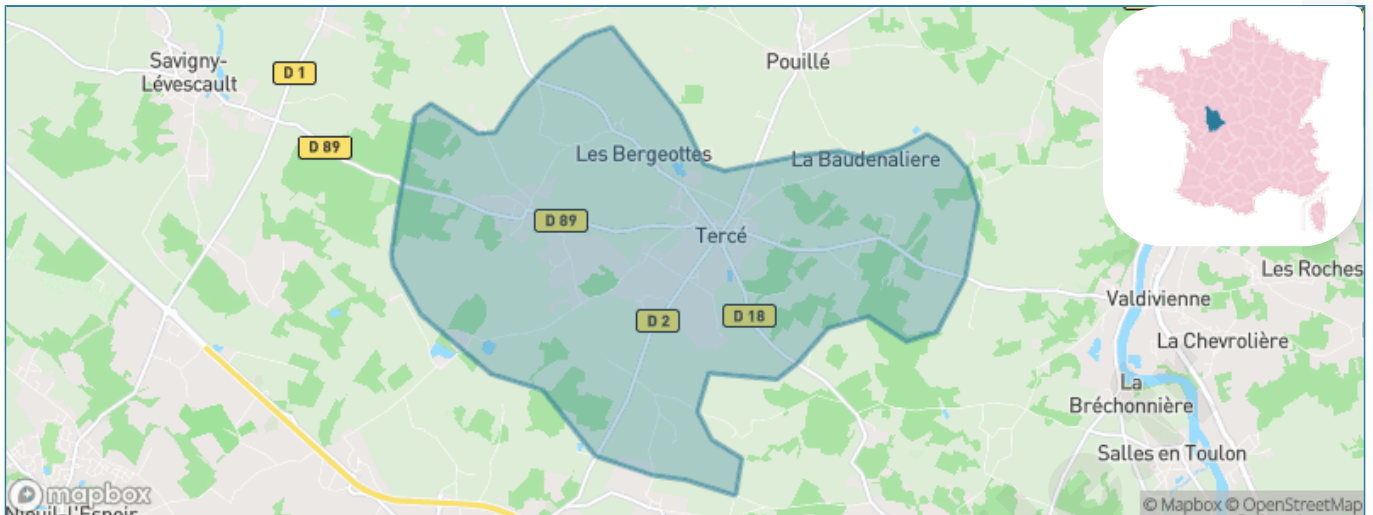 Savigny-
Lévescault
D 1
Pouillé
D 89
Les Bergeottes
La Baudenaliere
D 89
Tercé
Les Roches
Valdivienne
D 2
D 18
La Chevrolière
La
Bréchonnière
Salles en Toulon
mapbox
© Mapbox © OpenStreetMap